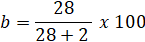 b = 28 / (28 + 2) x 100